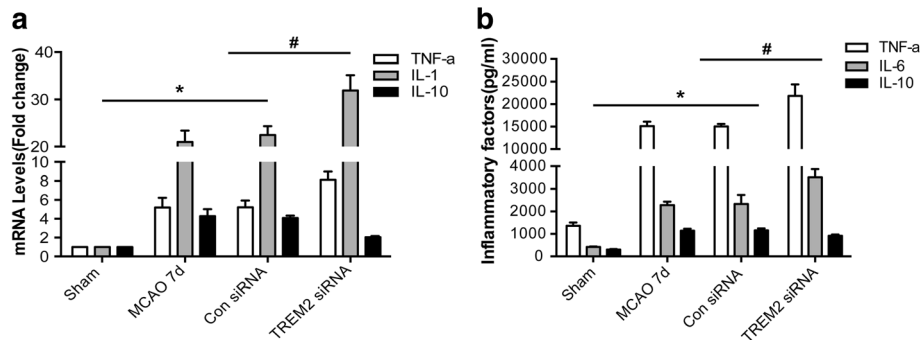 a
mRNA Levels(Fold change)
40
30
20
8
6
4
2
0
*
#
TNF-a
IL-1
IL-10
Sham
MCAO 7d
Con siRNA
TREM2 siRNA
b
Inflammatory factors(pg/ml)
30000
25000
20000
15000
10000
4000
3000
2000
1000
0
*
#
TNF-a
IL-6
IL-10
Sham
MCAO 7d
Con siRNA
TREM2 siRNA